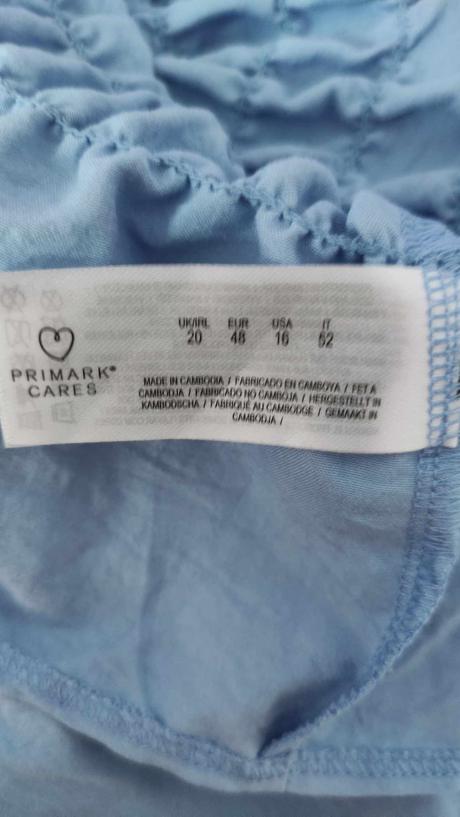 UK/IRL EUR USA IT
20 48 16 52
PRIMARK®
CARES
MADE IN CAMBODIA / FABRICADO EN CAMBOYA / FET A
CAMBODJA / FABRICADO NO CAMBOJA / HERGESTELLT IN
KAMBODSCHA / FABRIQUÉ AU CAMBODGE / GEMAAKT IN
CAMBODJA /